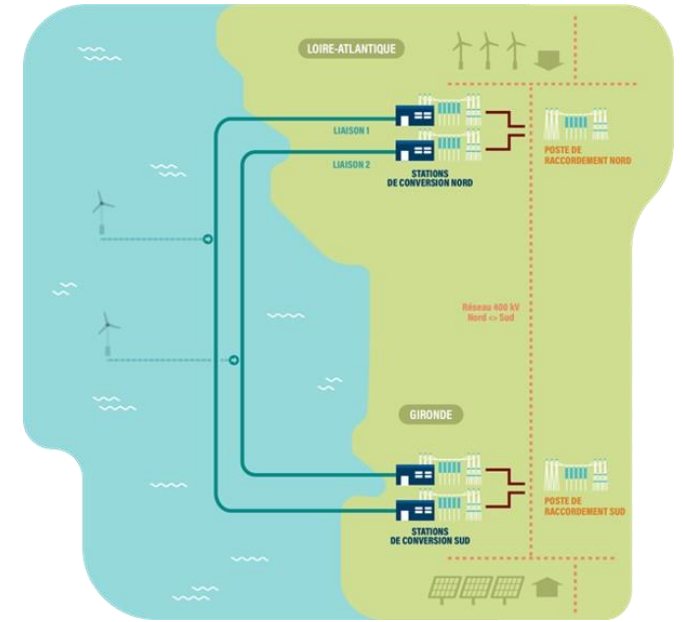 LOIRE-ATLANTIQUE
LIAISON 1
LIAISON 2
STATIONS
DE CONVERSION NORD
POSTE DE
RACCORDEMENT NORD
Réseau 400 kV
Nord <> Sud
GIRONDE
STATIONS
DE CONVERSION SUD
POSTE DE
RACCORDEMENT SUD